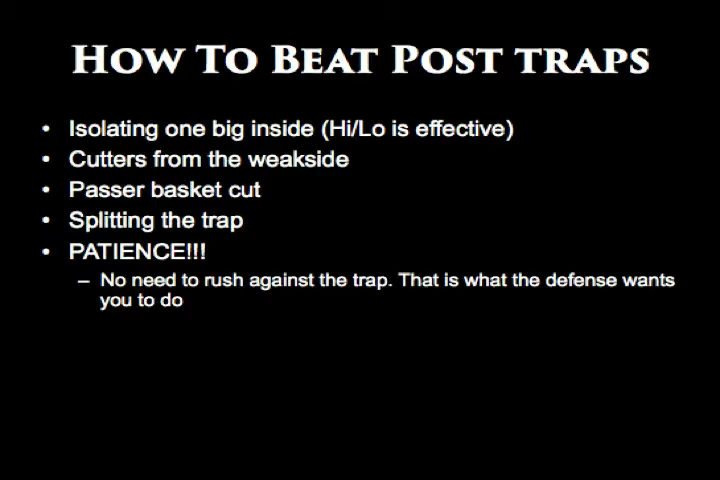 How To Beat Post traps
• Isolating one big inside (Hi/Lo is effective)
• Cutters from the weakside
• Passer basket cut
• Splitting the trap
• PATIENCE!!!
– No need to rush against the trap. That is what the defense wants
you to do